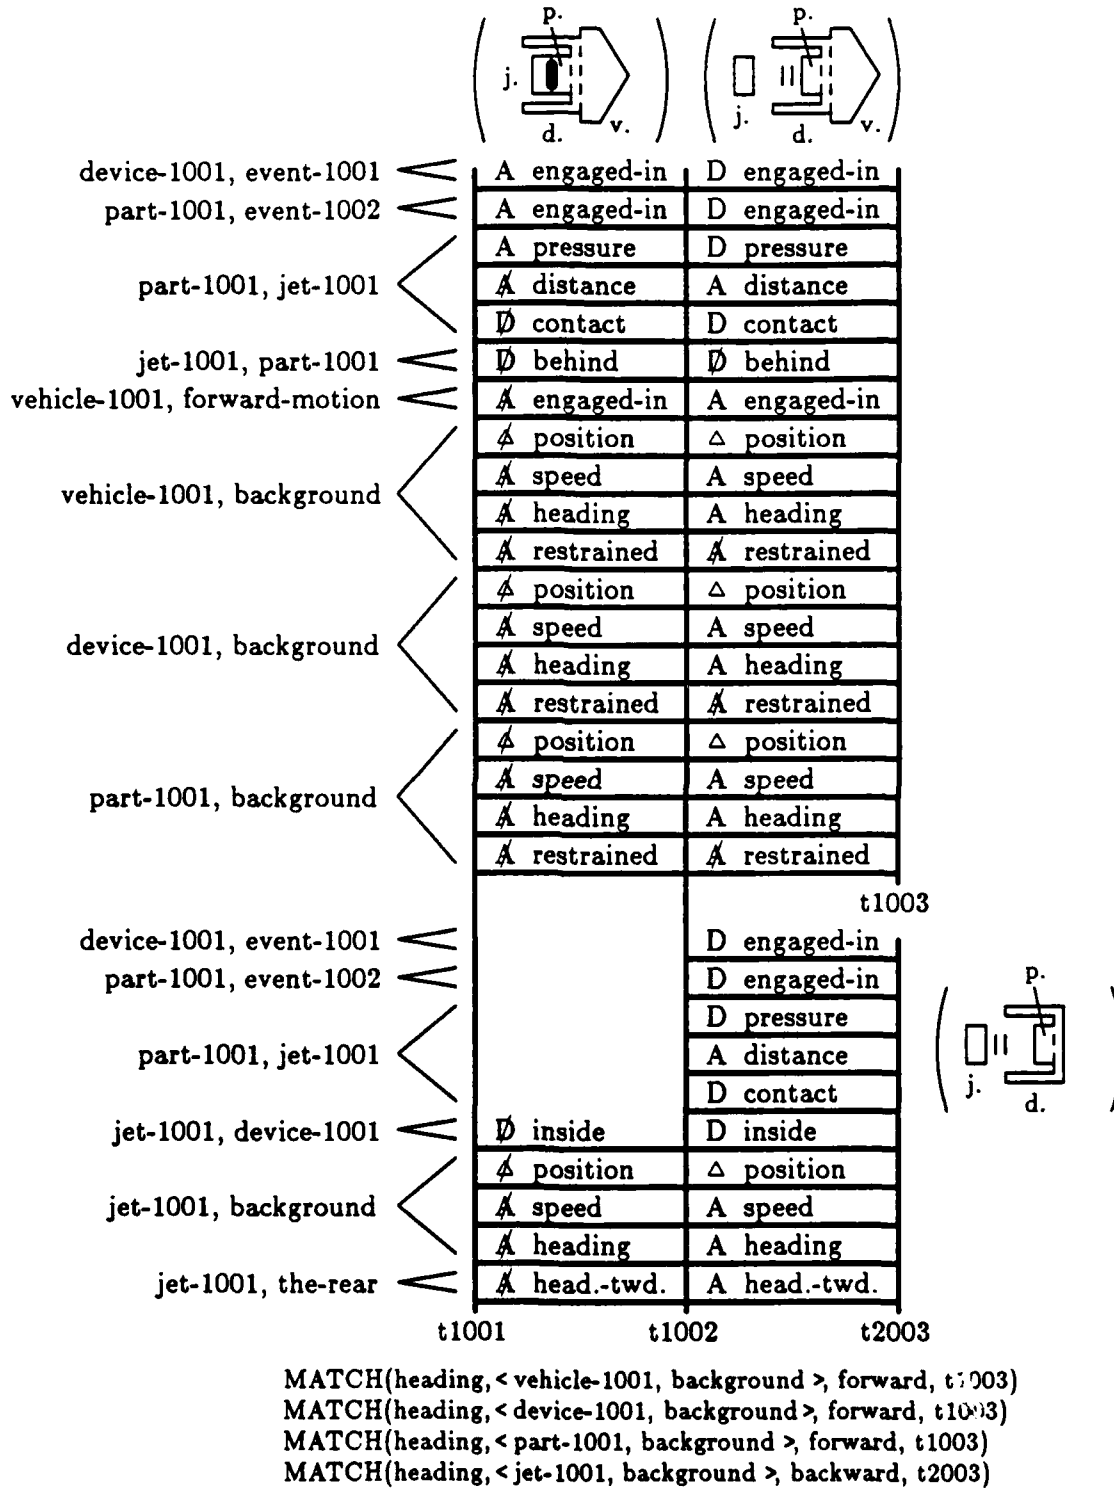 p. p.
j. d. v. j. d. v.
device-1001, event-1001 A engaged-in D engaged-in
part-1001, event-1002 A engaged-in D engaged-in
A pressure D pressure
part-1001, jet-1001 A̸ distance A distance
D̸ contact D contact
jet-1001, part-1001 D̸ behind D̸ behind
vehicle-1001, forward-motion A̸ engaged-in A engaged-in
△̸ position △ position
A̸ speed A speed
vehicle-1001, background
A̸ heading A heading
A̸ restrained A̸ restrained
△̸ position △ position
A̸ speed A speed
device-1001, background
A̸ heading A heading
A̸ restrained A̸ restrained
△̸ position △ position
A̸ speed A speed
part-1001, background
A̸ heading A heading
A̸ restrained A̸ restrained
t1003
device-1001, event-1001 D engaged-in
part-1001, event-1002 D engaged-in
p.
D pressure
part-1001, jet-1001 A distance
j. d.
D contact
jet-1001, device-1001 D̸ inside D inside
△̸ position △ position
jet-1001, background A̸ speed A speed
A̸ heading A heading
jet-1001, the-rear A̸ head.-twd. A head.-twd.
t1001 t1002 t2003
MATCH(heading,< vehicle-1001, background >, forward, t1003)
MATCH(heading,< device-1001, background >, forward, t1003)
MATCH(heading,< part-1001, background >, forward, t1003)
MATCH(heading,< jet-1001, background >, backward, t2003)